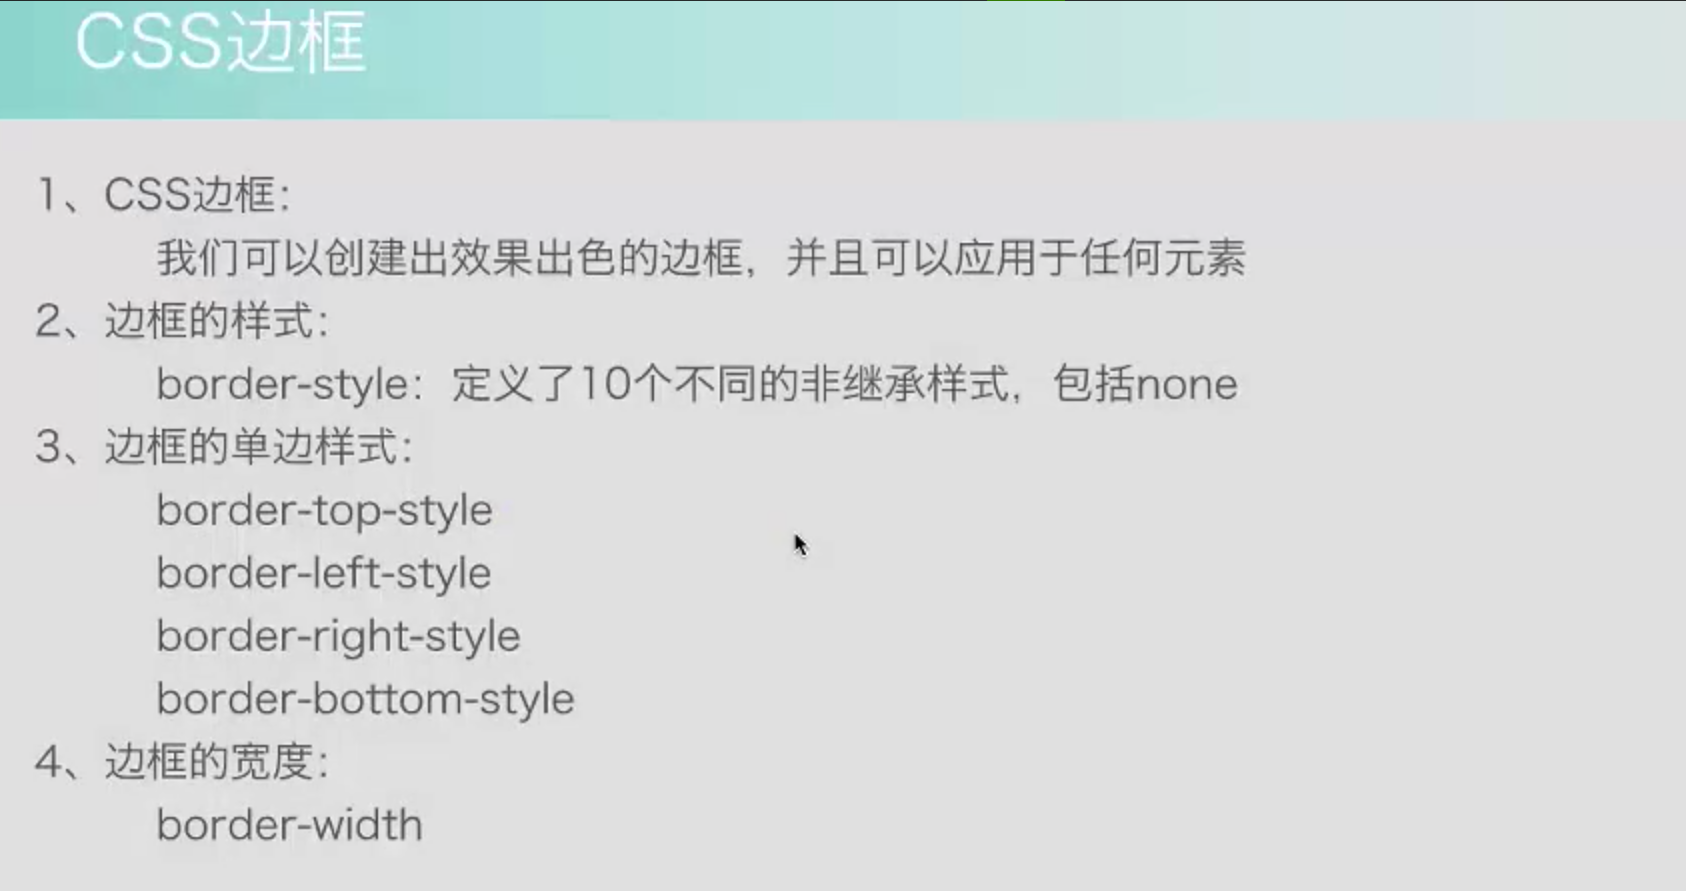 CSS边框
1、CSS边框：
我们可以创建出效果出色的边框，并且可以应用于任何元素
2、边框的样式：
border-style：定义了10个不同的非继承样式，包括none
3、边框的单边样式：
border-top-style
border-left-style
border-right-style
border-bottom-style
4、边框的宽度：
border-width